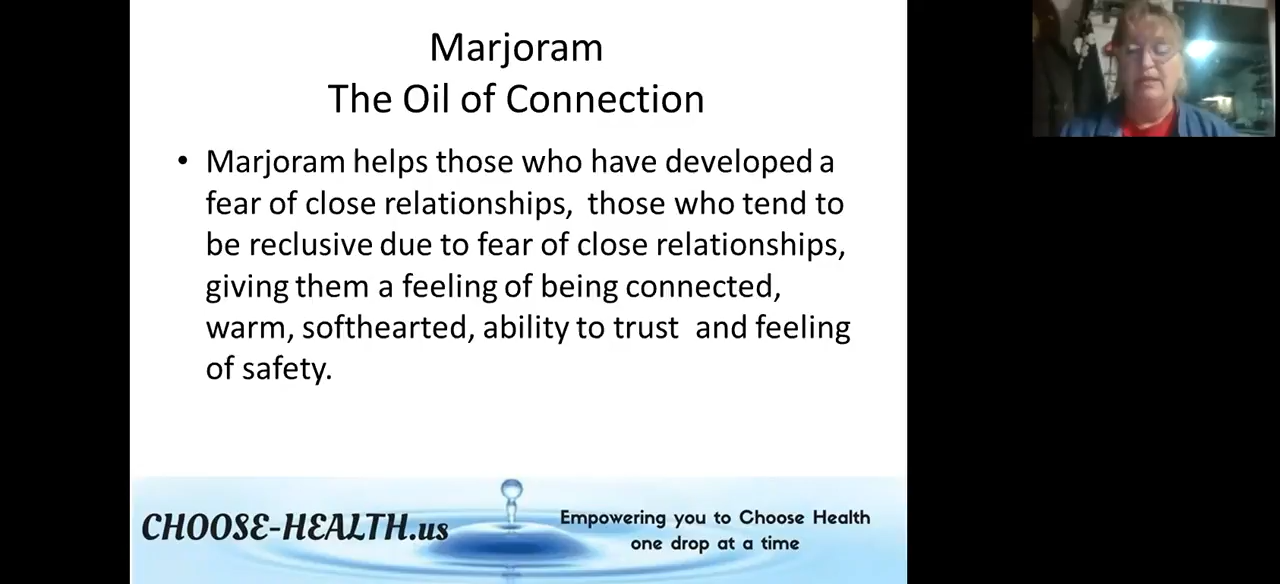 Marjoram
The Oil of Connection
• Marjoram helps those who have developed a
fear of close relationships,  those who tend to
be reclusive due to fear of close relationships,
giving them a feeling of being connected,
warm, softhearted, ability to trust  and feeling
of safety.
CHOOSE-HEALTH.us
Empowering you to Choose Health
one drop at a time